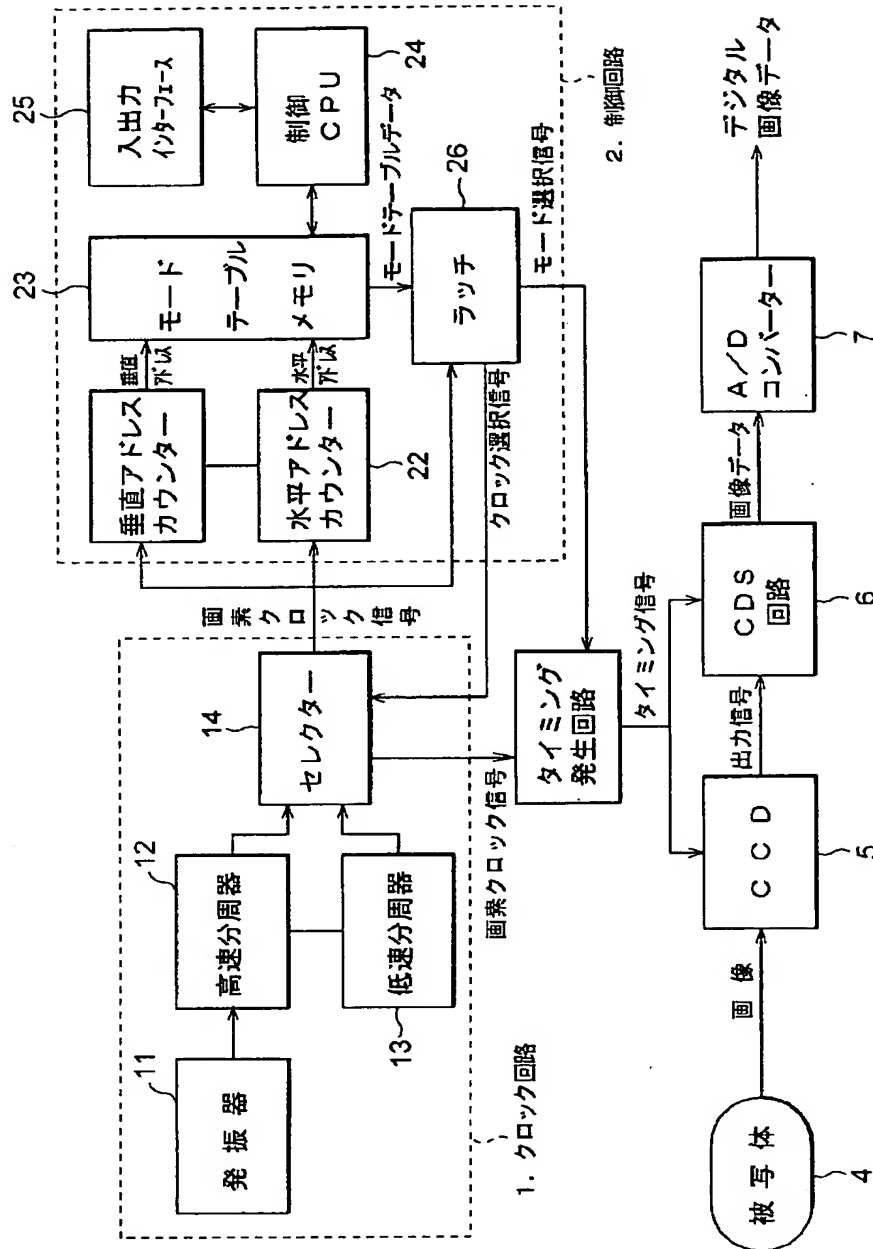 11
発振器
12
高速分周器
低速分周器
13
14
セレクター
1. クロック回路
画素クロック信号
画素クロック信号
垂直アドレス
カウンター
水平アドレス
カウンター
22
垂直
アドレス
水平
アドレス
23
モード
テーブル
メモリ
25
入出力
インターフェース
制御
CPU
24
モードテーブルデータ
ラッチ
26
クロック選択信号
モード選択信号
2. 制御回路
タイミング
発生回路
タイミング信号
被写体
4
画像
CCD
5
出力信号
CDS
回路
6
画像データ
A/D
コンバーター
7
デジタル
画像データ